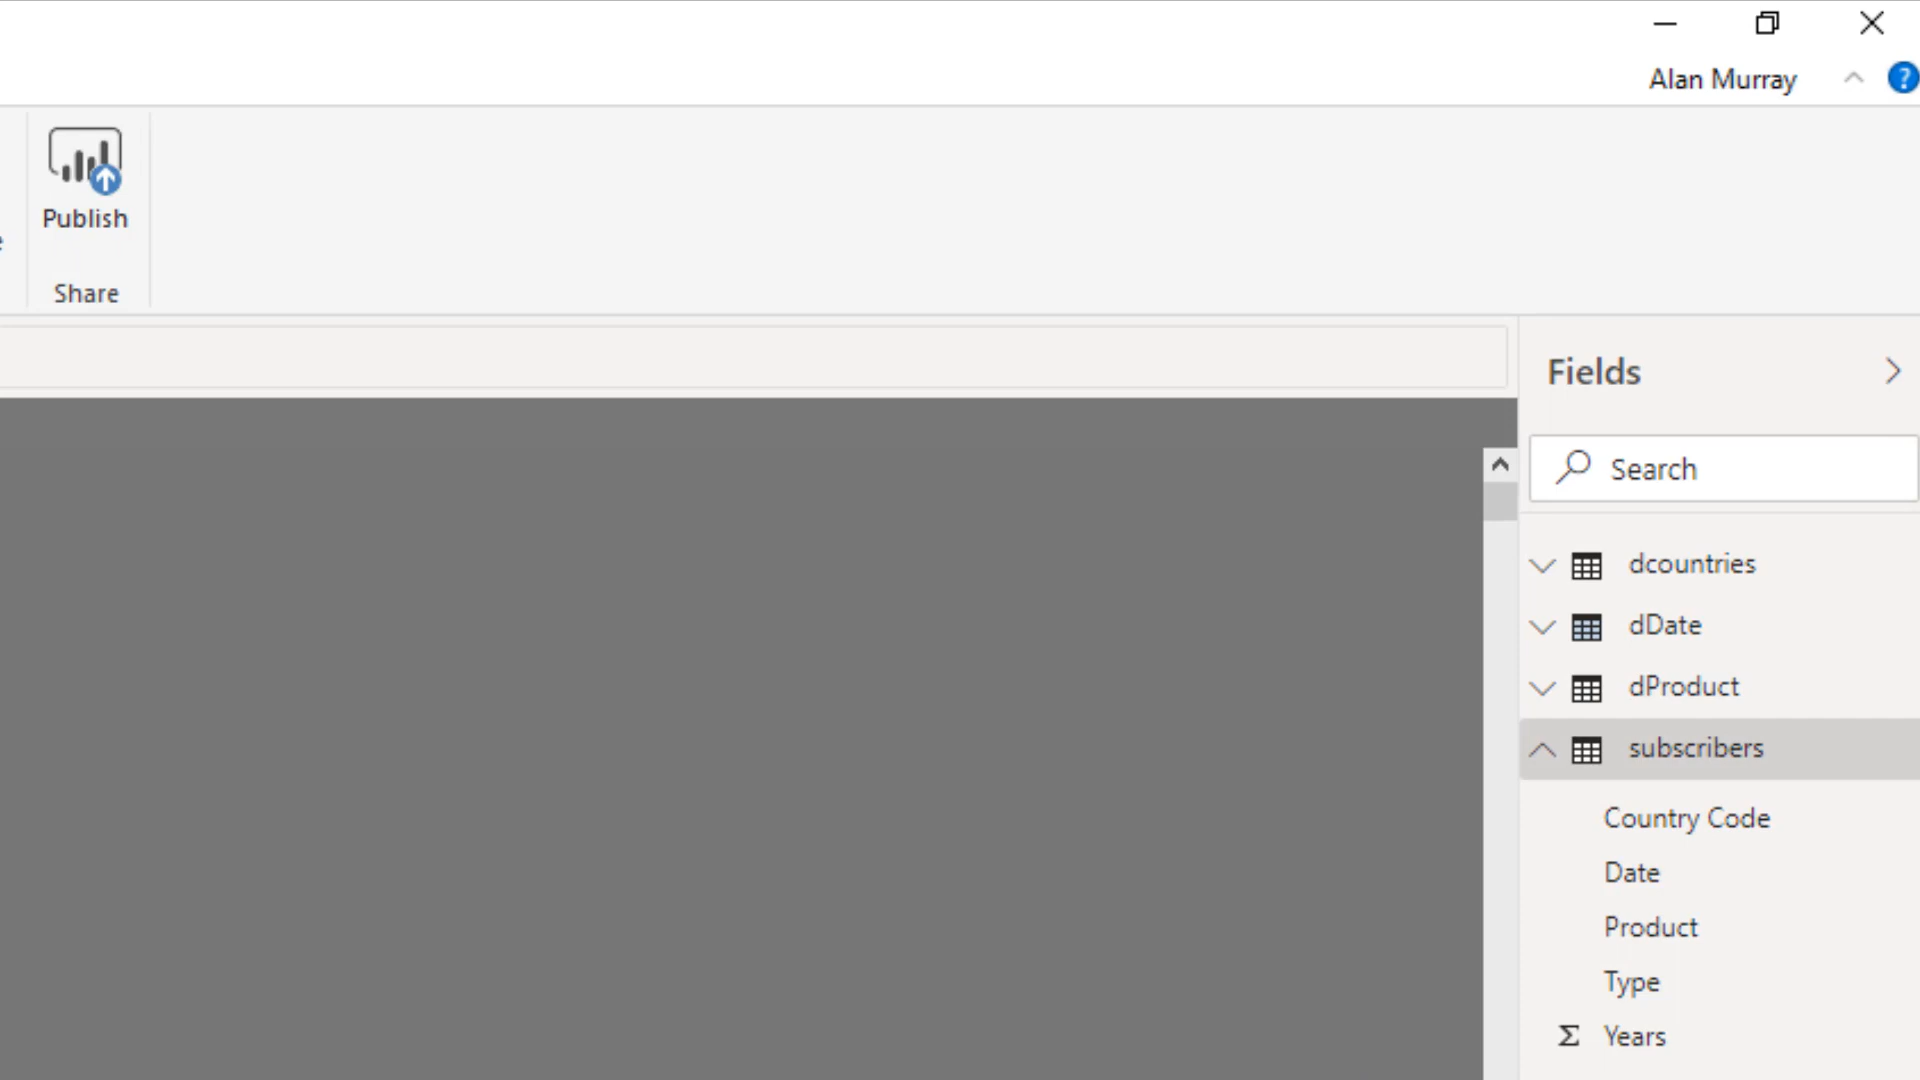 Alan Murray
?
Publish
Share
Fields
Search
dcountries
dDate
dProduct
subscribers
Country Code
Date
Product
Type
Σ Years